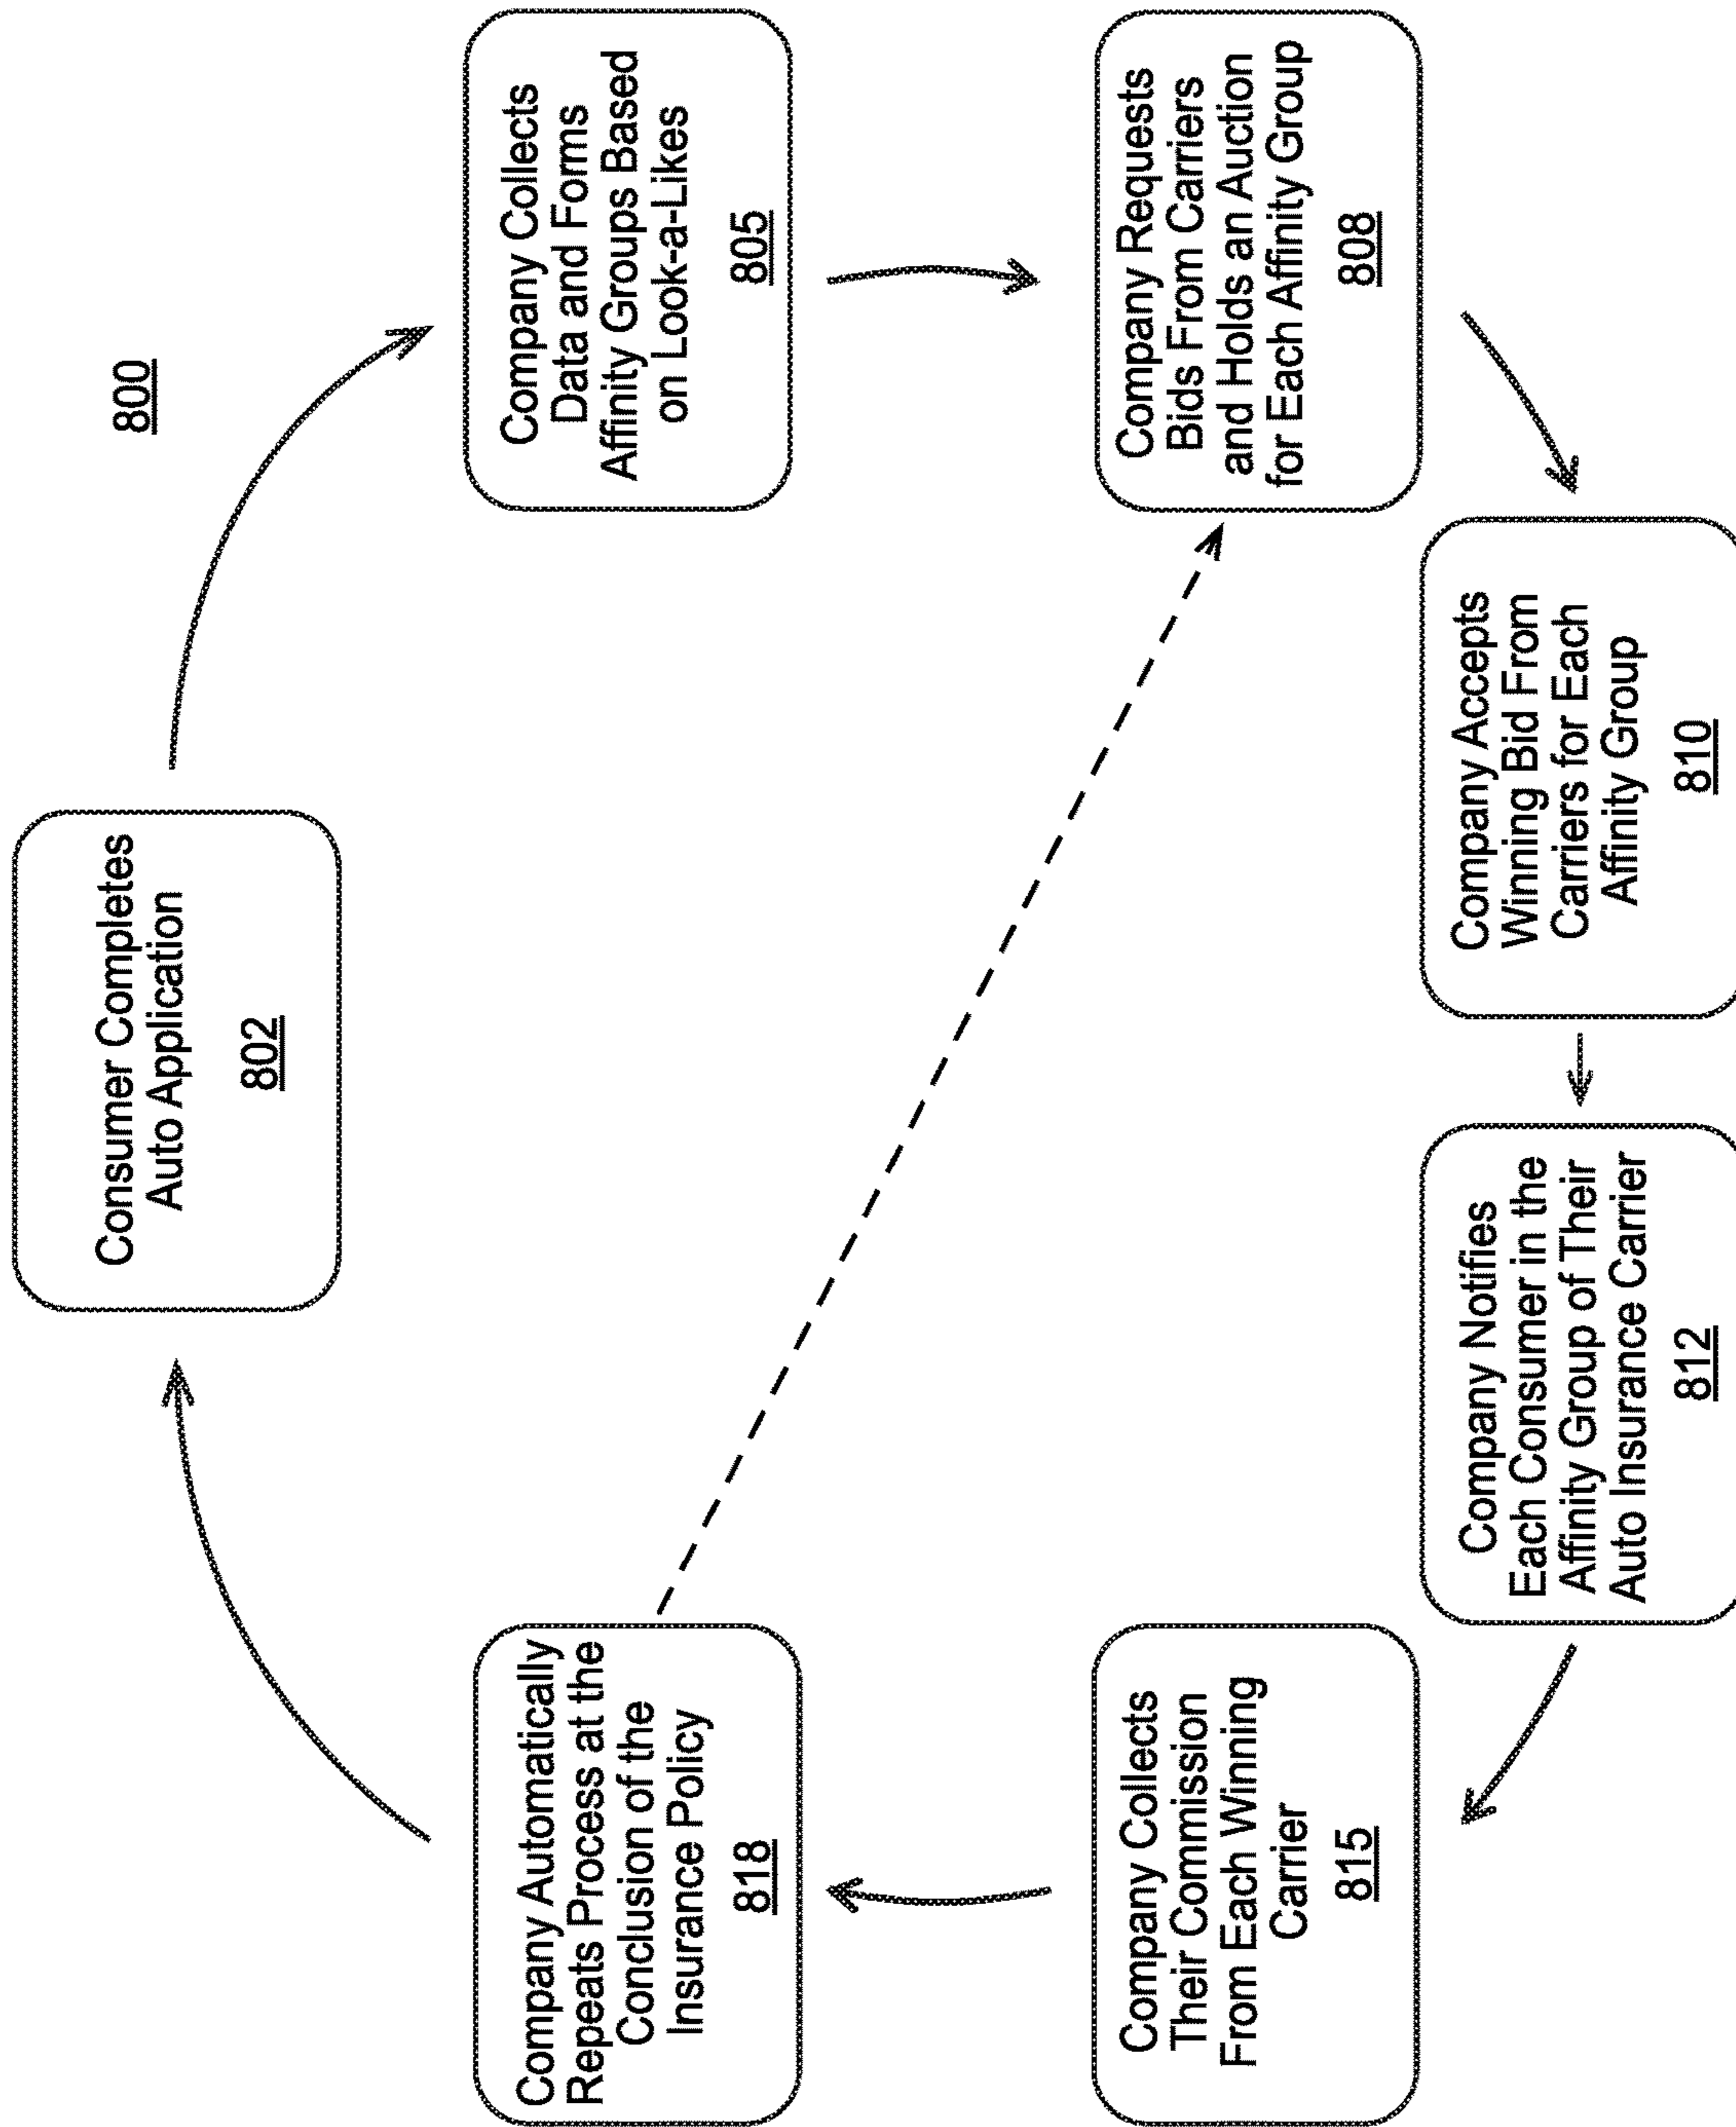 800
Consumer Completes
Auto Application
802
Company Collects
Data and Forms
Affinity Groups Based
on Look-a-Likes
805
Company Requests
Bids From Carriers
and Holds an Auction
for Each Affinity Group
808
Company Accepts
Winning Bid From
Carriers for Each
Affinity Group
810
Company Notifies
Each Consumer in the
Affinity Group of Their
Auto Insurance Carrier
812
Company Collects
Their Commission
From Each Winning
Carrier
815
Company Automatically
Repeats Process at the
Conclusion of the
Insurance Policy
818